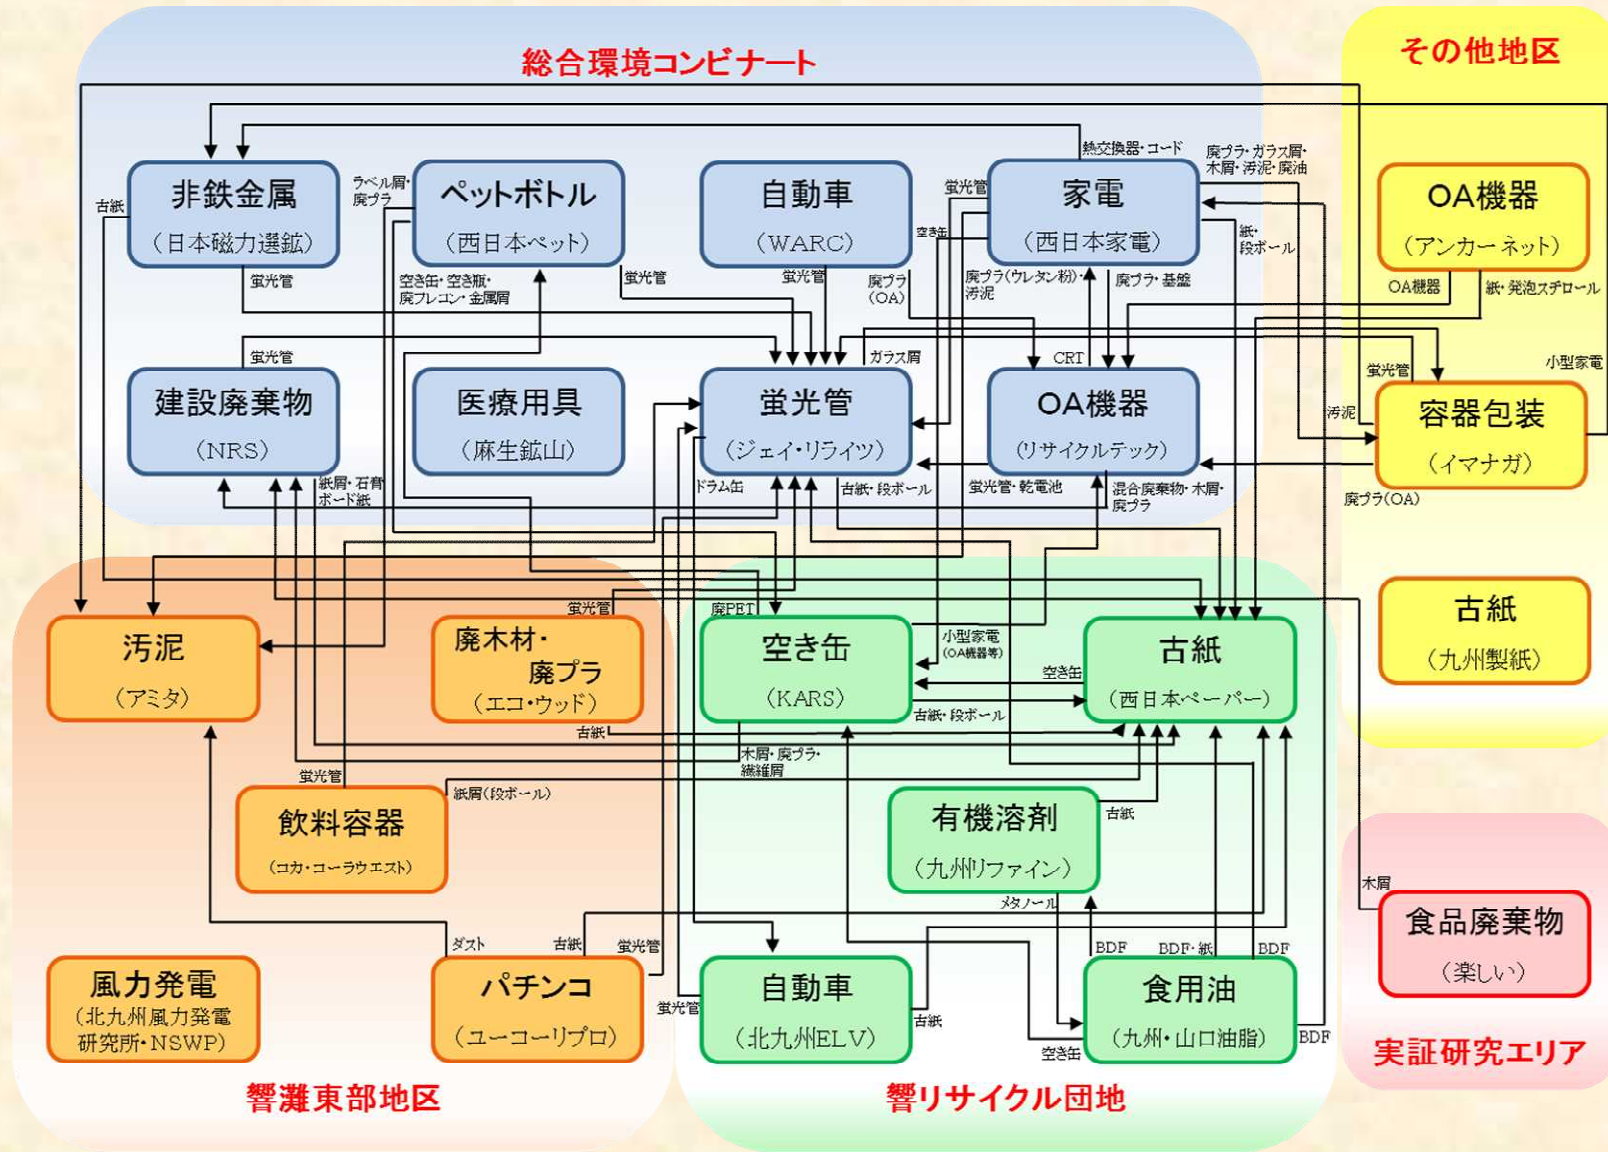 総合環境コンビナート
その他地区
熱交換器・コード
廃プラ・ガラス屑・
木屑・汚泥・廃油
古紙
非鉄金属
（日本磁力選鉱）
ラベル屑・
廃プラ
ペットボトル
（西日本ペット）
自動車
（WARC）
蛍光管
空き缶
家電
（西日本家電）
紙・
段ボール
OA機器
（アンカーネット）
蛍光管
空き缶・空き瓶・
廃フレコン・金属屑
蛍光管
蛍光管
廃プラ
（OA）
廃プラ（ウレタン粉）・
汚泥
廃プラ・基盤
OA機器
紙・発泡スチロール
蛍光管
ガラス屑
CRT
蛍光管
小型家電
建設廃棄物
（NRS）
医療用具
（麻生鉱山）
蛍光管
（ジェイ・リライツ）
OA機器
（リサイクルテック）
汚泥
容器包装
（イマナガ）
紙屑・石膏
ボード紙
ドラム缶
古紙・段ボール
蛍光管・乾電池
混合廃棄物・木屑・
廃プラ
廃プラ（OA）
蛍光管
廃PET
汚泥
（アミタ）
廃木材・
廃プラ
（エコ・ウッド）
空き缶
（KARS）
小型家電
（OA機器等）
空き缶
古紙・段ボール
古紙
（西日本ペーパー）
古紙
（九州製紙）
古紙
木屑・廃プラ・
繊維屑
蛍光管
紙屑（段ボール）
飲料容器
（コカ・コーラウエスト）
有機溶剤
（九州リファイン）
古紙
メタノール
木屑
食品廃棄物
（楽しい）
ダスト
古紙
蛍光管
BDF
BDF・紙
BDF
風力発電
（北九州風力発電
研究所・NSWP）
パチンコ
（ユーコーリプロ）
蛍光管
自動車
（北九州ELV）
古紙
空き缶
食用油
（九州・山口油脂）
BDF
実証研究エリア
響灘東部地区
響リサイクル団地